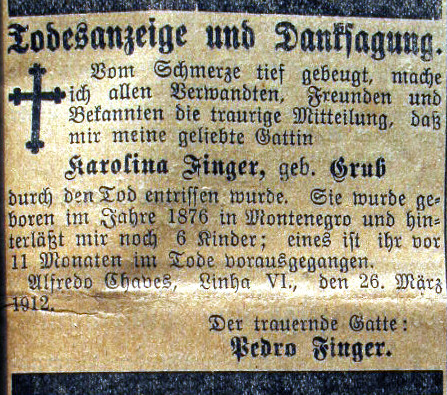 Todesanzeige und Danksagung.
Vom Schmerze tief gebeugt, mache
ich allen Verwandten, Freunden und
Bekannten die traurige Mitteilung, daß
mir meine geliebte Gattin
Karolina Finger, geb. Grub
durch den Tod entrissen wurde. Sie wurde ge-
boren im Jahre 1876 in Montenegro und hin-
terläßt mir noch 6 Kinder; eines ist ihr vor
11 Monaten im Tode vorausgegangen.
Alfredo Chaves, Linha VI., den 26. März
1912.
Der trauernde Gatte:
Pedro Finger.